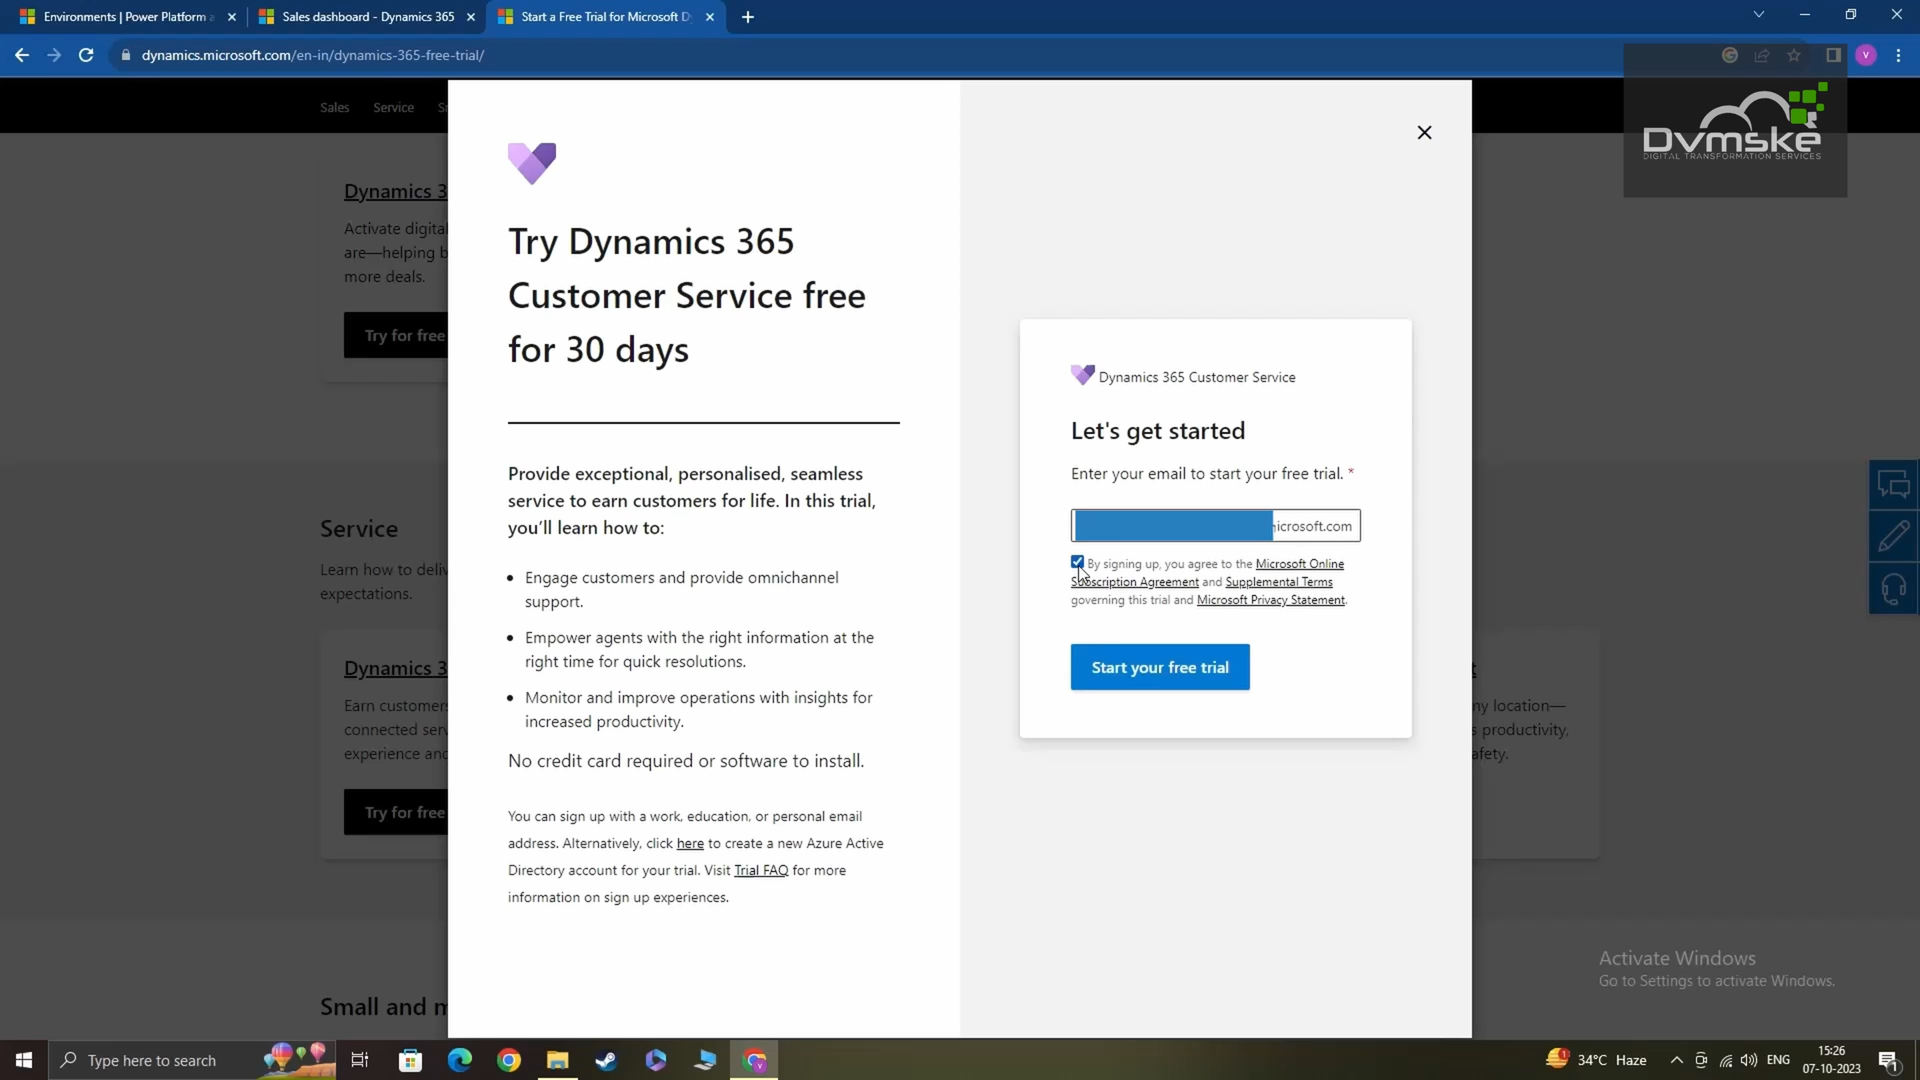 Environments | Power Platform a
Sales dashboard - Dynamics 365
Start a Free Trial for Microsoft D
dynamics.microsoft.com/en-in/dynamics-365-free-trial/
V
Sales Service
Dvmske
DIGITAL TRANSFORMATION SERVICES
Dynamics 3
Activate digital
are—helping b
more deals.
Try for free
Service
Learn how to deliv
expectations.
Dynamics 3
Earn customers
connected serv
experience and
Try for free
Small and m
Try Dynamics 365
Customer Service free
for 30 days
Provide exceptional, personalised, seamless
service to earn customers for life. In this trial,
you'll learn how to:
• Engage customers and provide omnichannel
support.
• Empower agents with the right information at the
right time for quick resolutions.
• Monitor and improve operations with insights for
increased productivity.
No credit card required or software to install.
You can sign up with a work, education, or personal email
address. Alternatively, click here to create a new Azure Active
Directory account for your trial. Visit Trial FAQ for more
information on sign up experiences.
Dynamics 365 Customer Service
Let's get started
Enter your email to start your free trial. *
icrosoft.com
By signing up, you agree to the Microsoft Online
Subscription Agreement and Supplemental Terms
governing this trial and Microsoft Privacy Statement.
Start your free trial
ny location—
s productivity,
afety.
Activate Windows
Go to Settings to activate Windows.
Type here to search
34°C Haze
ENG
15:26
07-10-2023